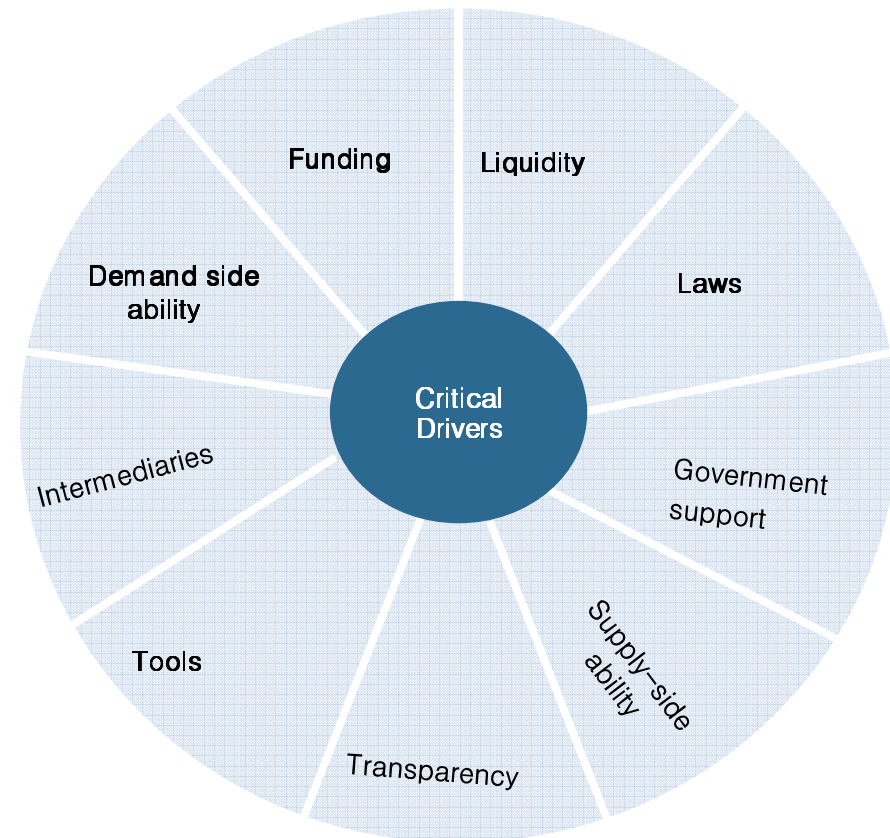 Funding
Liquidity
Demand side
ability
Laws
Critical
Drivers
Intermediaries
Government
support
Supply-side
ability
Tools
Transparency